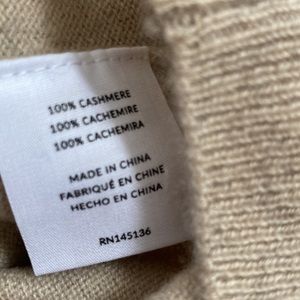 100% CASHMERE
100% CACHEMIRE
100% CACHEMIRA
MADE IN CHINA
FABRIQUÉ EN CHINE
HECHO EN CHINA
RN145136